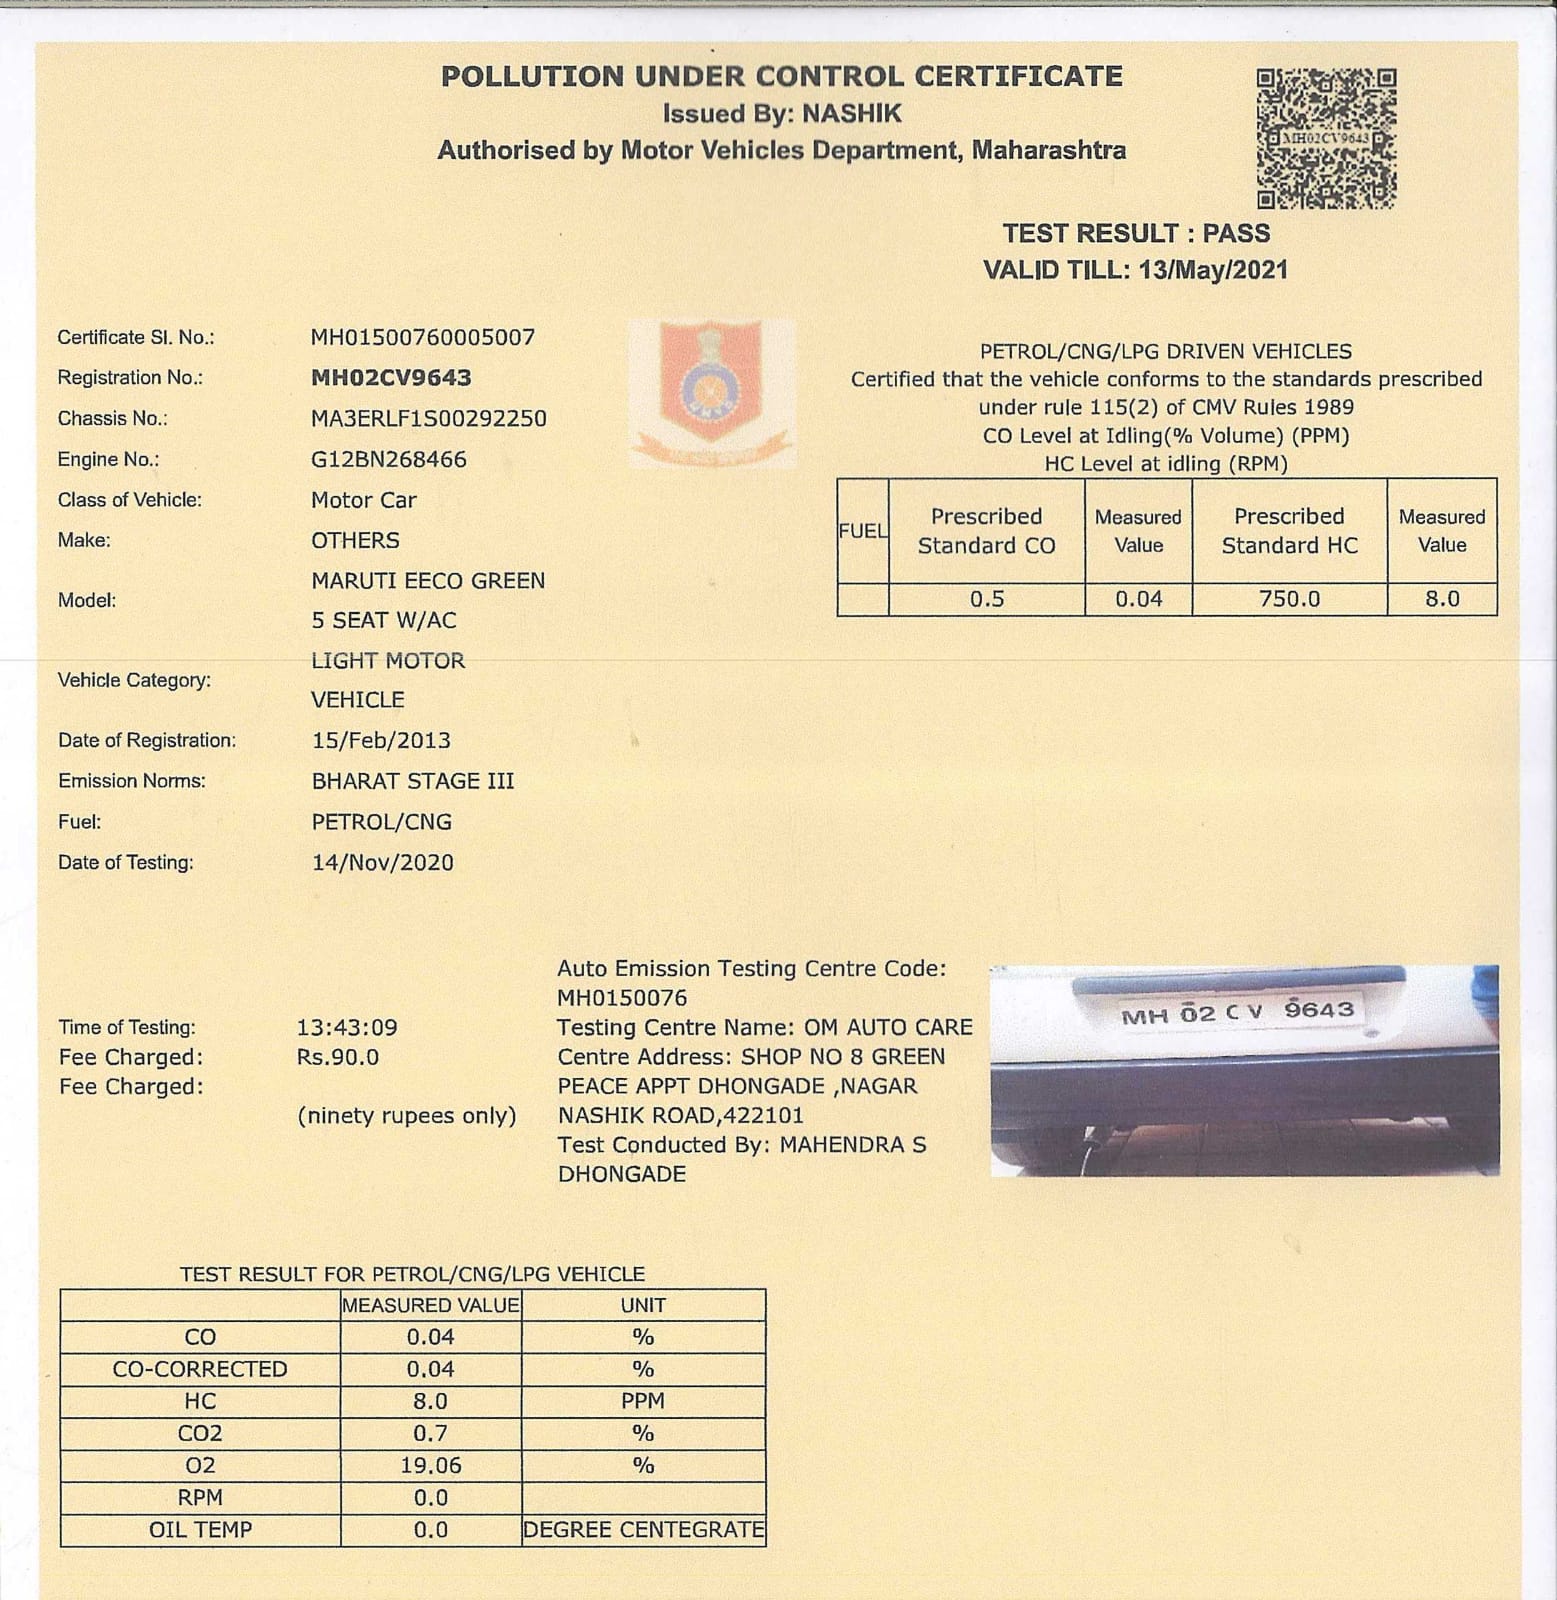 POLLUTION UNDER CONTROL CERTIFICATE
Issued By: NASHIK
Authorised by Motor Vehicles Department, Maharashtra
MH02CV9643
TEST RESULT : PASS
VALID TILL: 13/May/2021
Certificate SI. No.: MH01500760005007
Registration No.: MH02CV9643
Chassis No.: MA3ERLF1S00292250
Engine No.: G12BN268466
Class of Vehicle: Motor Car
Make: OTHERS
Model: MARUTI EECO GREEN
5 SEAT W/AC
Vehicle Category: LIGHT MOTOR
VEHICLE
Date of Registration: 15/Feb/2013
Emission Norms: BHARAT STAGE III
Fuel: PETROL/CNG
Date of Testing: 14/Nov/2020
PETROL/CNG/LPG DRIVEN VEHICLES
Certified that the vehicle conforms to the standards prescribed
under rule 115(2) of CMV Rules 1989
CO Level at Idling(% Volume) (PPM)
HC Level at idling (RPM)
FUEL Prescribed Standard CO Measured Value Prescribed Standard HC Measured Value
0.5 0.04 750.0 8.0
Time of Testing: 13:43:09
Fee Charged: Rs.90.0
Fee Charged:
(ninety rupees only)
Auto Emission Testing Centre Code:
MH0150076
Testing Centre Name: OM AUTO CARE
Centre Address: SHOP NO 8 GREEN
PEACE APPT DHONGADE ,NAGAR
NASHIK ROAD,422101
Test Conducted By: MAHENDRA S
DHONGADE
MH 02 CV 9643
TEST RESULT FOR PETROL/CNG/LPG VEHICLE
MEASURED VALUE UNIT
CO 0.04 %
CO-CORRECTED 0.04 %
HC 8.0 PPM
CO2 0.7 %
O2 19.06 %
RPM 0.0
OIL TEMP 0.0 DEGREE CENTEGRATE